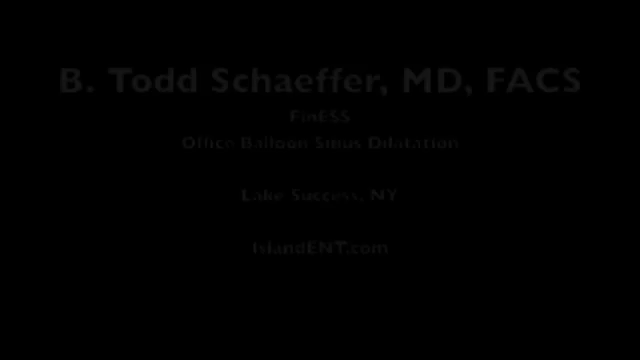 B. Todd Schaeffer, MD, FACS
FinESS
Office Balloon Sinus Dilatation
Lake Success, NY
IslandENT.com